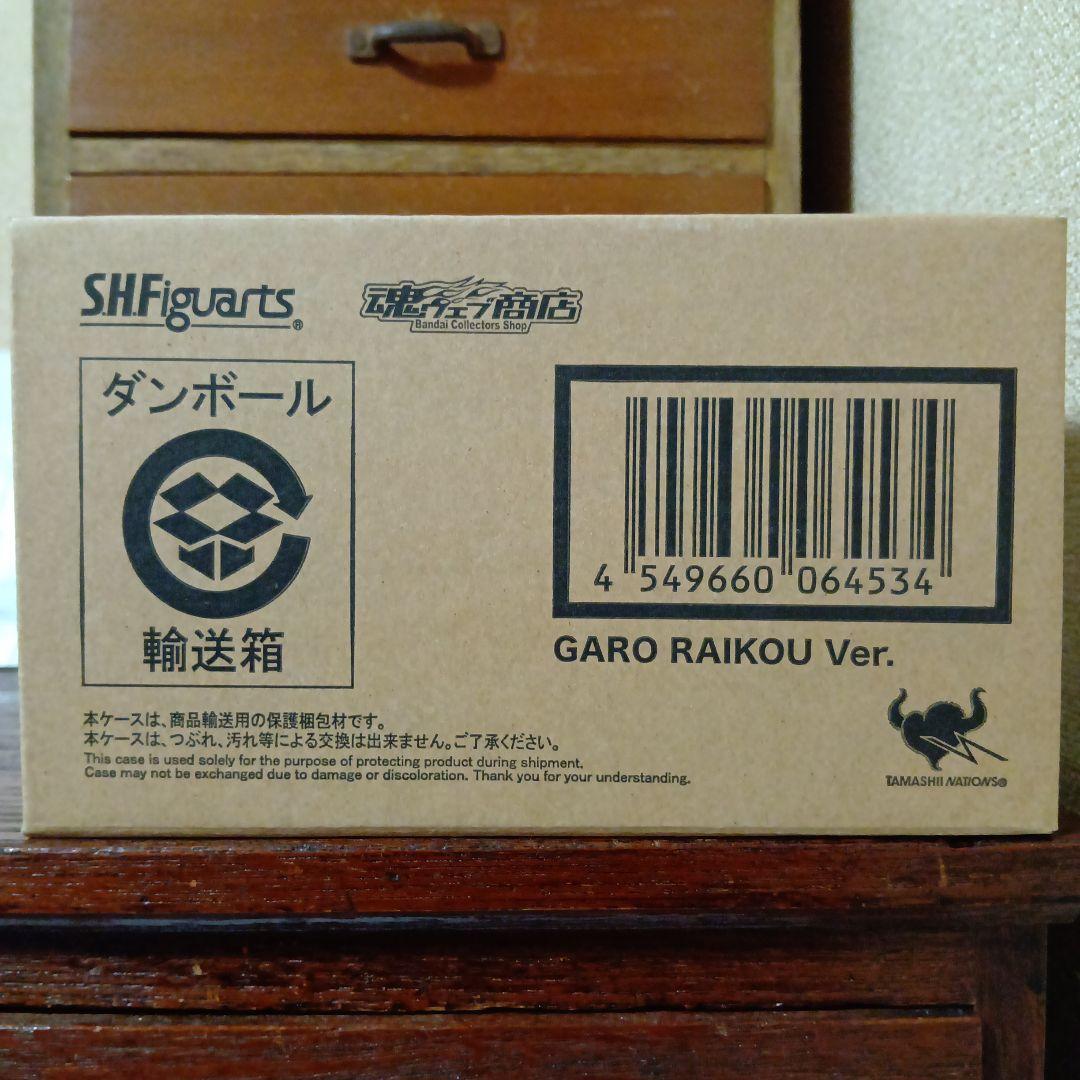 S.H.Figuarts®
魂ウェブ商店
Bandai Collectors Shop
ダンボール
輸送箱
4 549660 064534
GARO RAIKOU Ver.
本ケースは、商品輸送用の保護梱包材です。
本ケースは、つぶれ、汚れ等による交換は出来ません。ご了承ください。
This case is used solely for the purpose of protecting product during shipment.
Case may not be exchanged due to damage or discoloration. Thank you for your understanding.
TAMASHII NATIONS®